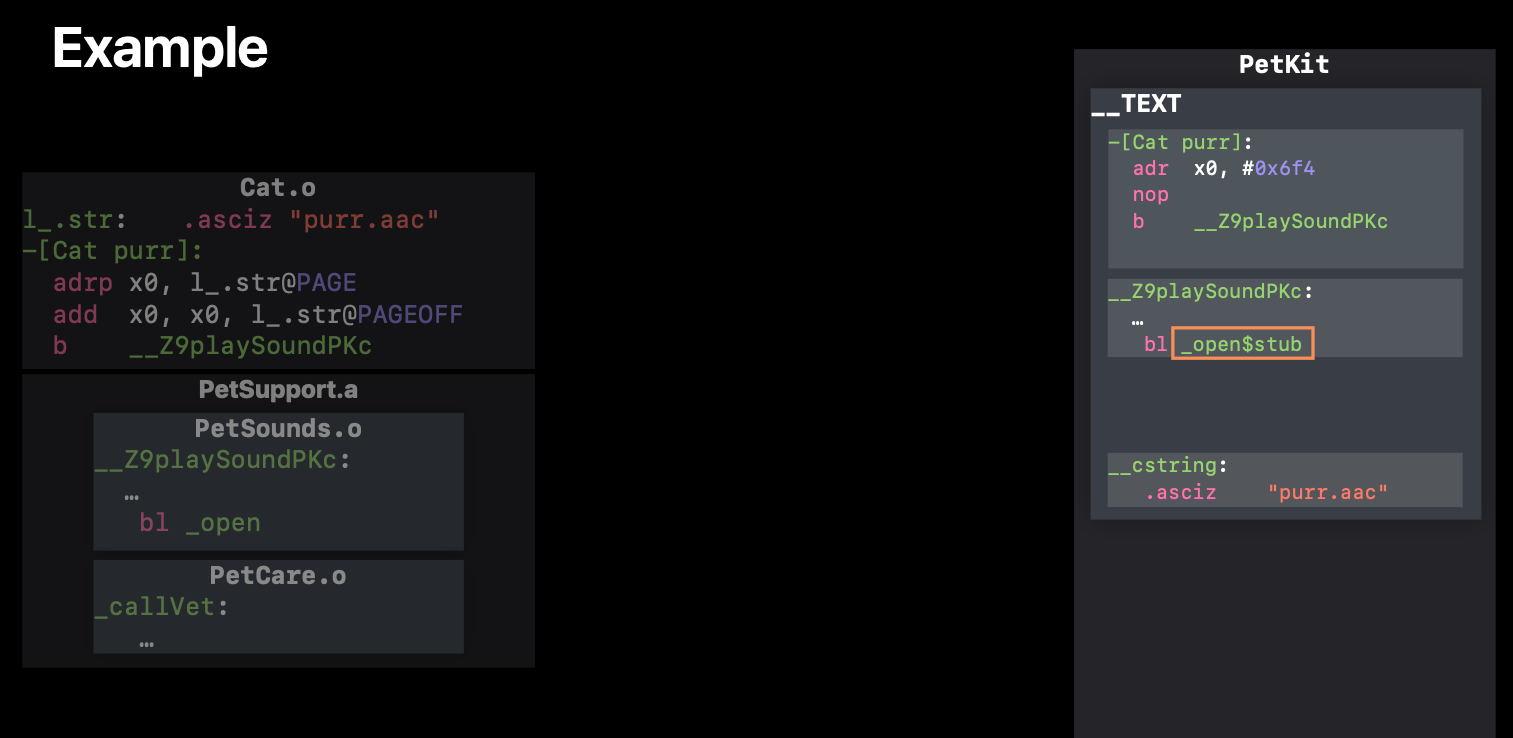 Example
Cat.o
l_.str: .asciz "purr.aac"
-[Cat purr]:
adrp x0, l_.str@PAGE
add x0, x0, l_.str@PAGEOFF
b __Z9playSoundPKc
PetSupport.a
PetSounds.o
__Z9playSoundPKc:
…
bl _open
PetCare.o
_callVet:
…
PetKit
__TEXT
-[Cat purr]:
adr x0, #0x6f4
nop
b __Z9playSoundPKc
__Z9playSoundPKc:
…
bl _open$stub
__cstring:
.asciz "purr.aac"